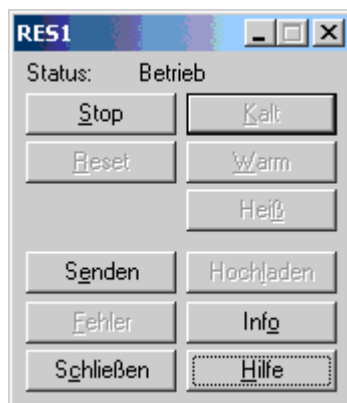 RES1
Status: Betrieb
Stop Kalt
Reset Warm
Heiß
Senden Hochladen
Fehler Info
Schließen Hilfe